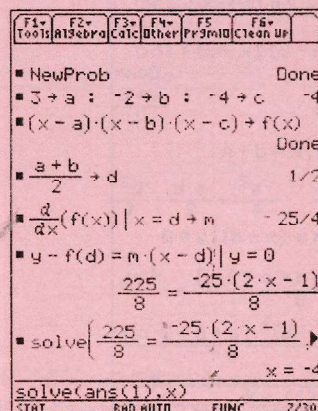 F1▾ F2▾ F3▾ F4▾ F5 F6▾
Tools Algebra Calc Other PrgmIO Clean Up
▪ NewProb Done
▪ 3 → a : ⁻2 → b : ⁻4 → c ⁻4
▪ (x − a)·(x − b)·(x − c) → f(x)
Done
▪ (a + b)/2 → d 1/2
▪ d/dx(f(x)) | x = d → m ⁻25/4
▪ y − f(d) = m·(x − d) | y = 0
225/8 = ⁻25·(2·x − 1)/8
▪ solve(225/8 = ⁻25·(2·x − 1)/8 ▶
x = ⁻4
solve(ans(1),x)
STAT RAD AUTO FUNC 7/30